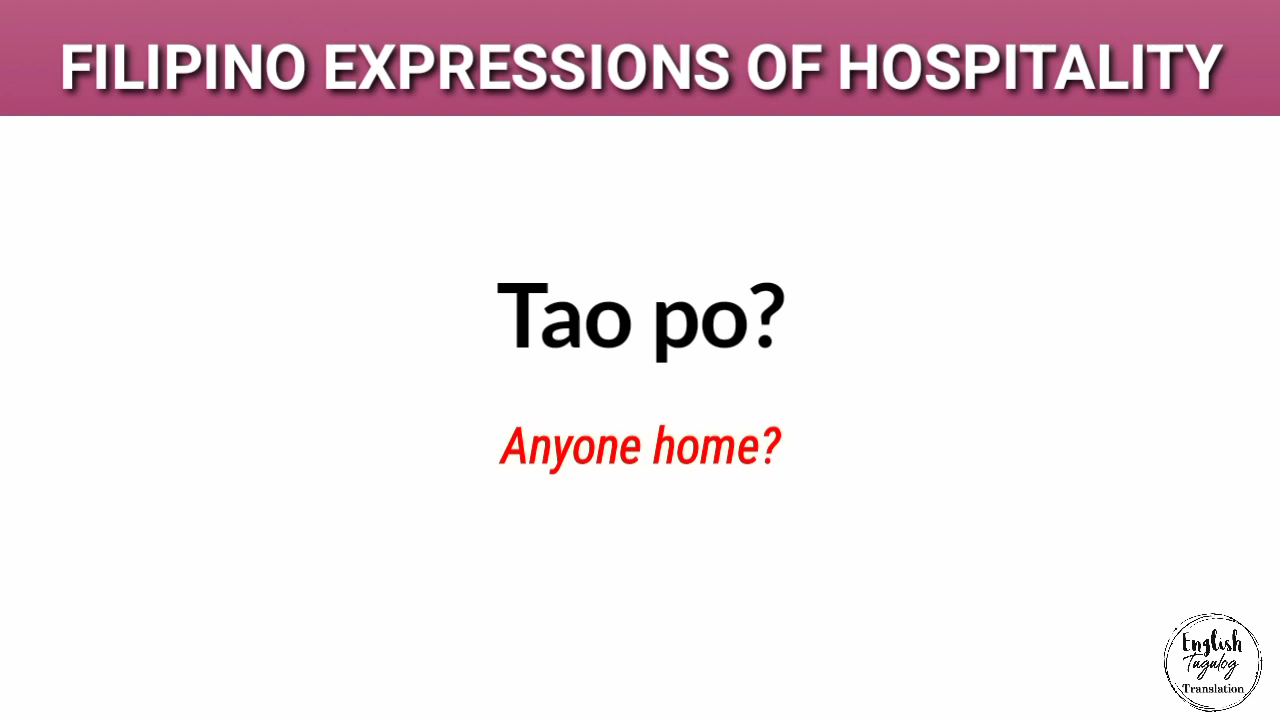 FILIPINO EXPRESSIONS OF HOSPITALITY
Tao po?
Anyone home?
English
Tagalog
Translation